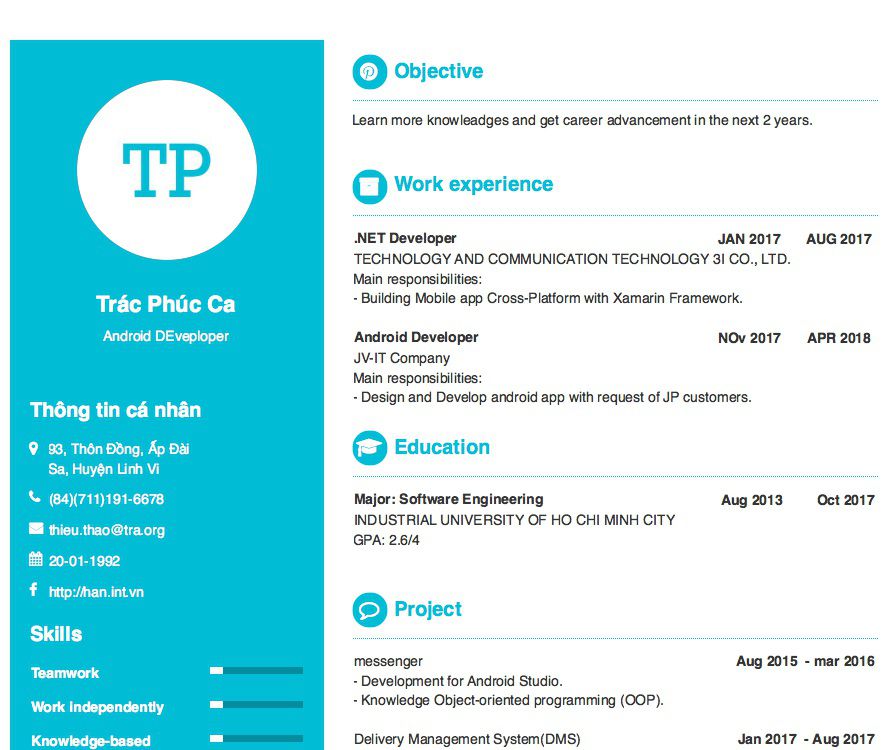 TP
Trác Phúc Ca
Android DEveploper
Thông tin cá nhân
93, Thôn Đồng, Ấp Đài
Sa, Huyện Linh Vi
(84)(711)191-6678
thieu.thao@tra.org
20-01-1992
http://han.int.vn
Skills
Teamwork
Work independently
Knowledge-based
Objective
Learn more knowleadges and get career advancement in the next 2 years.
Work experience
.NET Developer JAN 2017 AUG 2017
TECHNOLOGY AND COMMUNICATION TECHNOLOGY 3I CO., LTD.
Main responsibilities:
- Building Mobile app Cross-Platform with Xamarin Framework.
Android Developer NOv 2017 APR 2018
JV-IT Company
Main responsibilities:
- Design and Develop android app with request of JP customers.
Education
Major: Software Engineering Aug 2013 Oct 2017
INDUSTRIAL UNIVERSITY OF HO CHI MINH CITY
GPA: 2.6/4
Project
messenger Aug 2015 - mar 2016
- Development for Android Studio.
- Knowledge Object-oriented programming (OOP).
Delivery Management System(DMS) Jan 2017 - Aug 2017